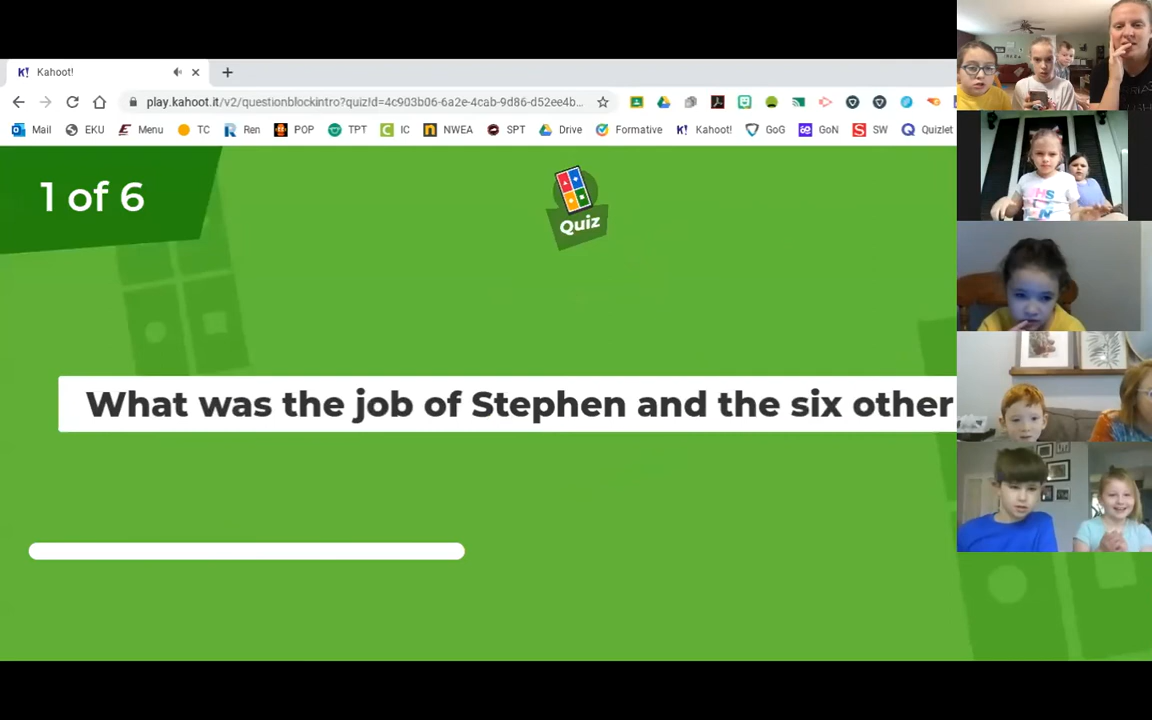 K! Kahoot!
play.kahoot.it/v2/questionblockintro?quizId=4c903b06-6a2e-4cab-9d86-d52ee4b...
Mail EKU Menu TC Ren POP TPT IC NWEA SPT Drive Formative K! Kahoot! GoG GoN SW Quizlet
1 of 6
Quiz
What was the job of Stephen and the six other